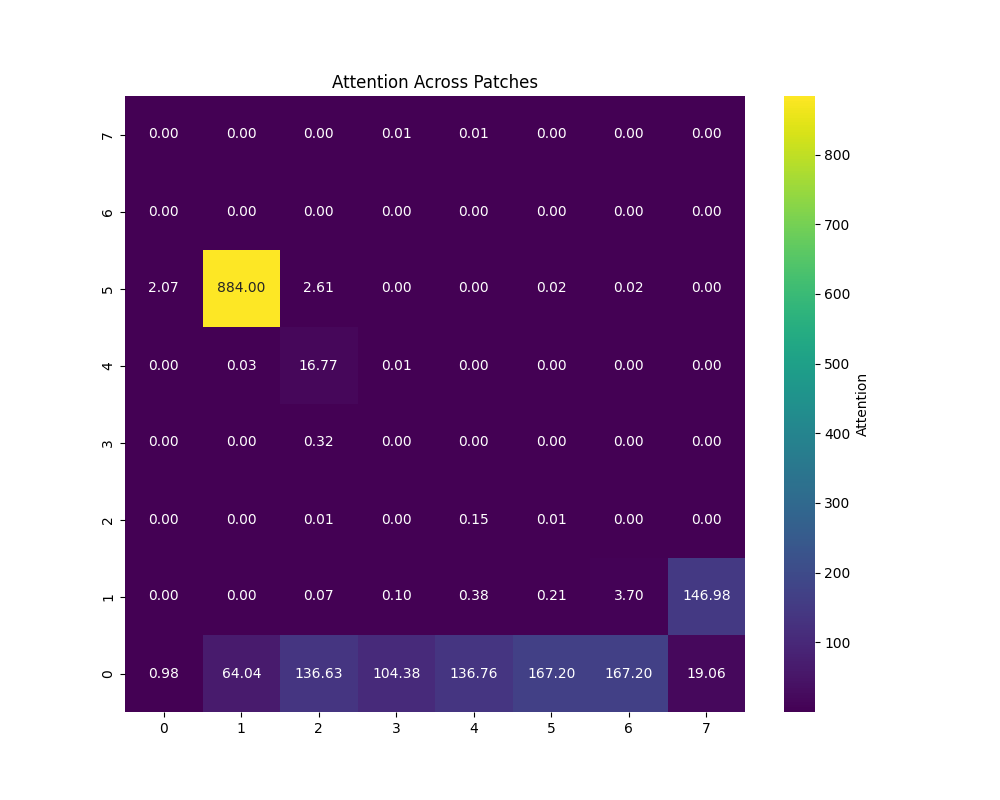 Attention Across Patches
7 0.00 0.00 0.00 0.01 0.01 0.00 0.00 0.00
6 0.00 0.00 0.00 0.00 0.00 0.00 0.00 0.00
5 2.07 884.00 2.61 0.00 0.00 0.02 0.02 0.00
4 0.00 0.03 16.77 0.01 0.00 0.00 0.00 0.00
3 0.00 0.00 0.32 0.00 0.00 0.00 0.00 0.00
2 0.00 0.00 0.01 0.00 0.15 0.01 0.00 0.00
1 0.00 0.00 0.07 0.10 0.38 0.21 3.70 146.98
0 0.98 64.04 136.63 104.38 136.76 167.20 167.20 19.06
0 1 2 3 4 5 6 7
800
700
600
500
400
300
200
100
Attention